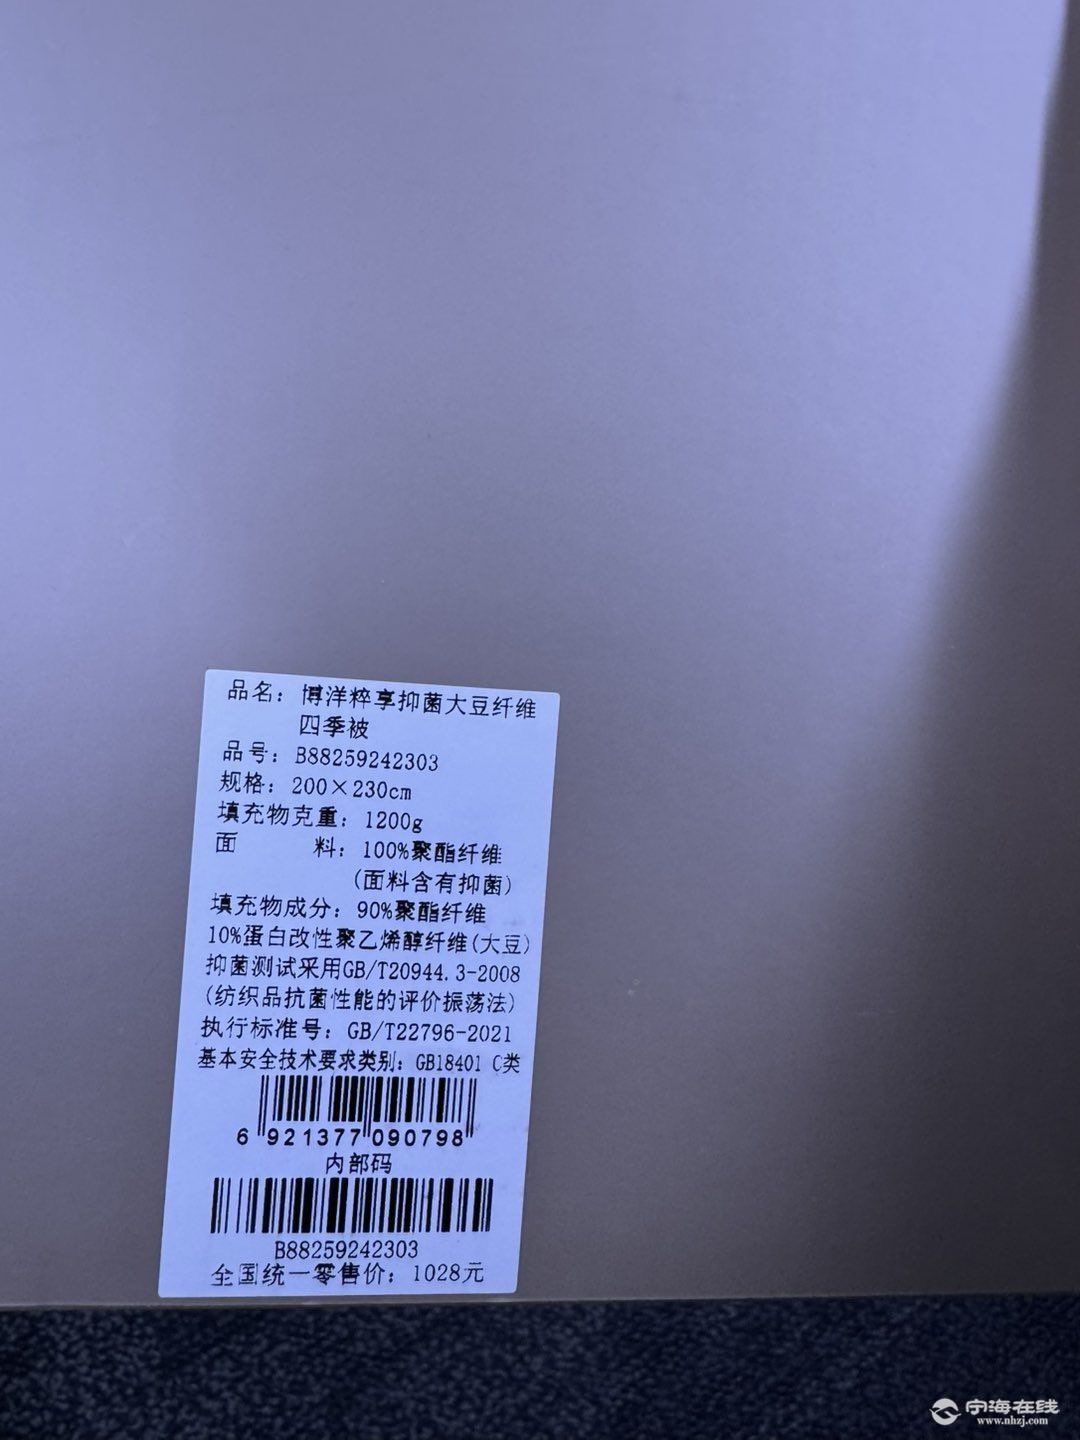 品名：博洋粹享抑菌大豆纤维
四季被
品号：B88259242303
规格：200×230cm
填充物克重：1200g
面 料：100%聚酯纤维
(面料含有抑菌)
填充物成分：90%聚酯纤维
10%蛋白改性聚乙烯醇纤维(大豆)
抑菌测试采用GB/T20944.3-2008
(纺织品抗菌性能的评价振荡法)
执行标准号：GB/T22796-2021
基本安全技术要求类别：GB18401 C类
6 921377 090798
内部码
B88259242303
全国统一零售价：1028元
宁海在线
www.nhzj.com